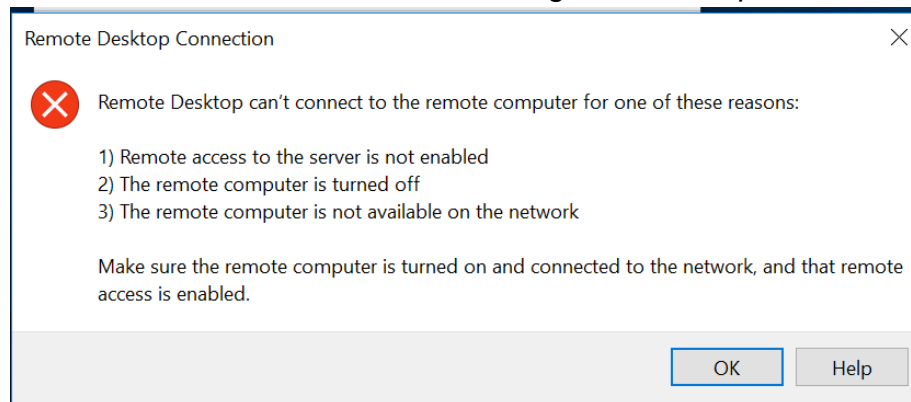 Remote Desktop Connection
Remote Desktop can't connect to the remote computer for one of these reasons:
1) Remote access to the server is not enabled
2) The remote computer is turned off
3) The remote computer is not available on the network
Make sure the remote computer is turned on and connected to the network, and that remote
access is enabled.
OK
Help